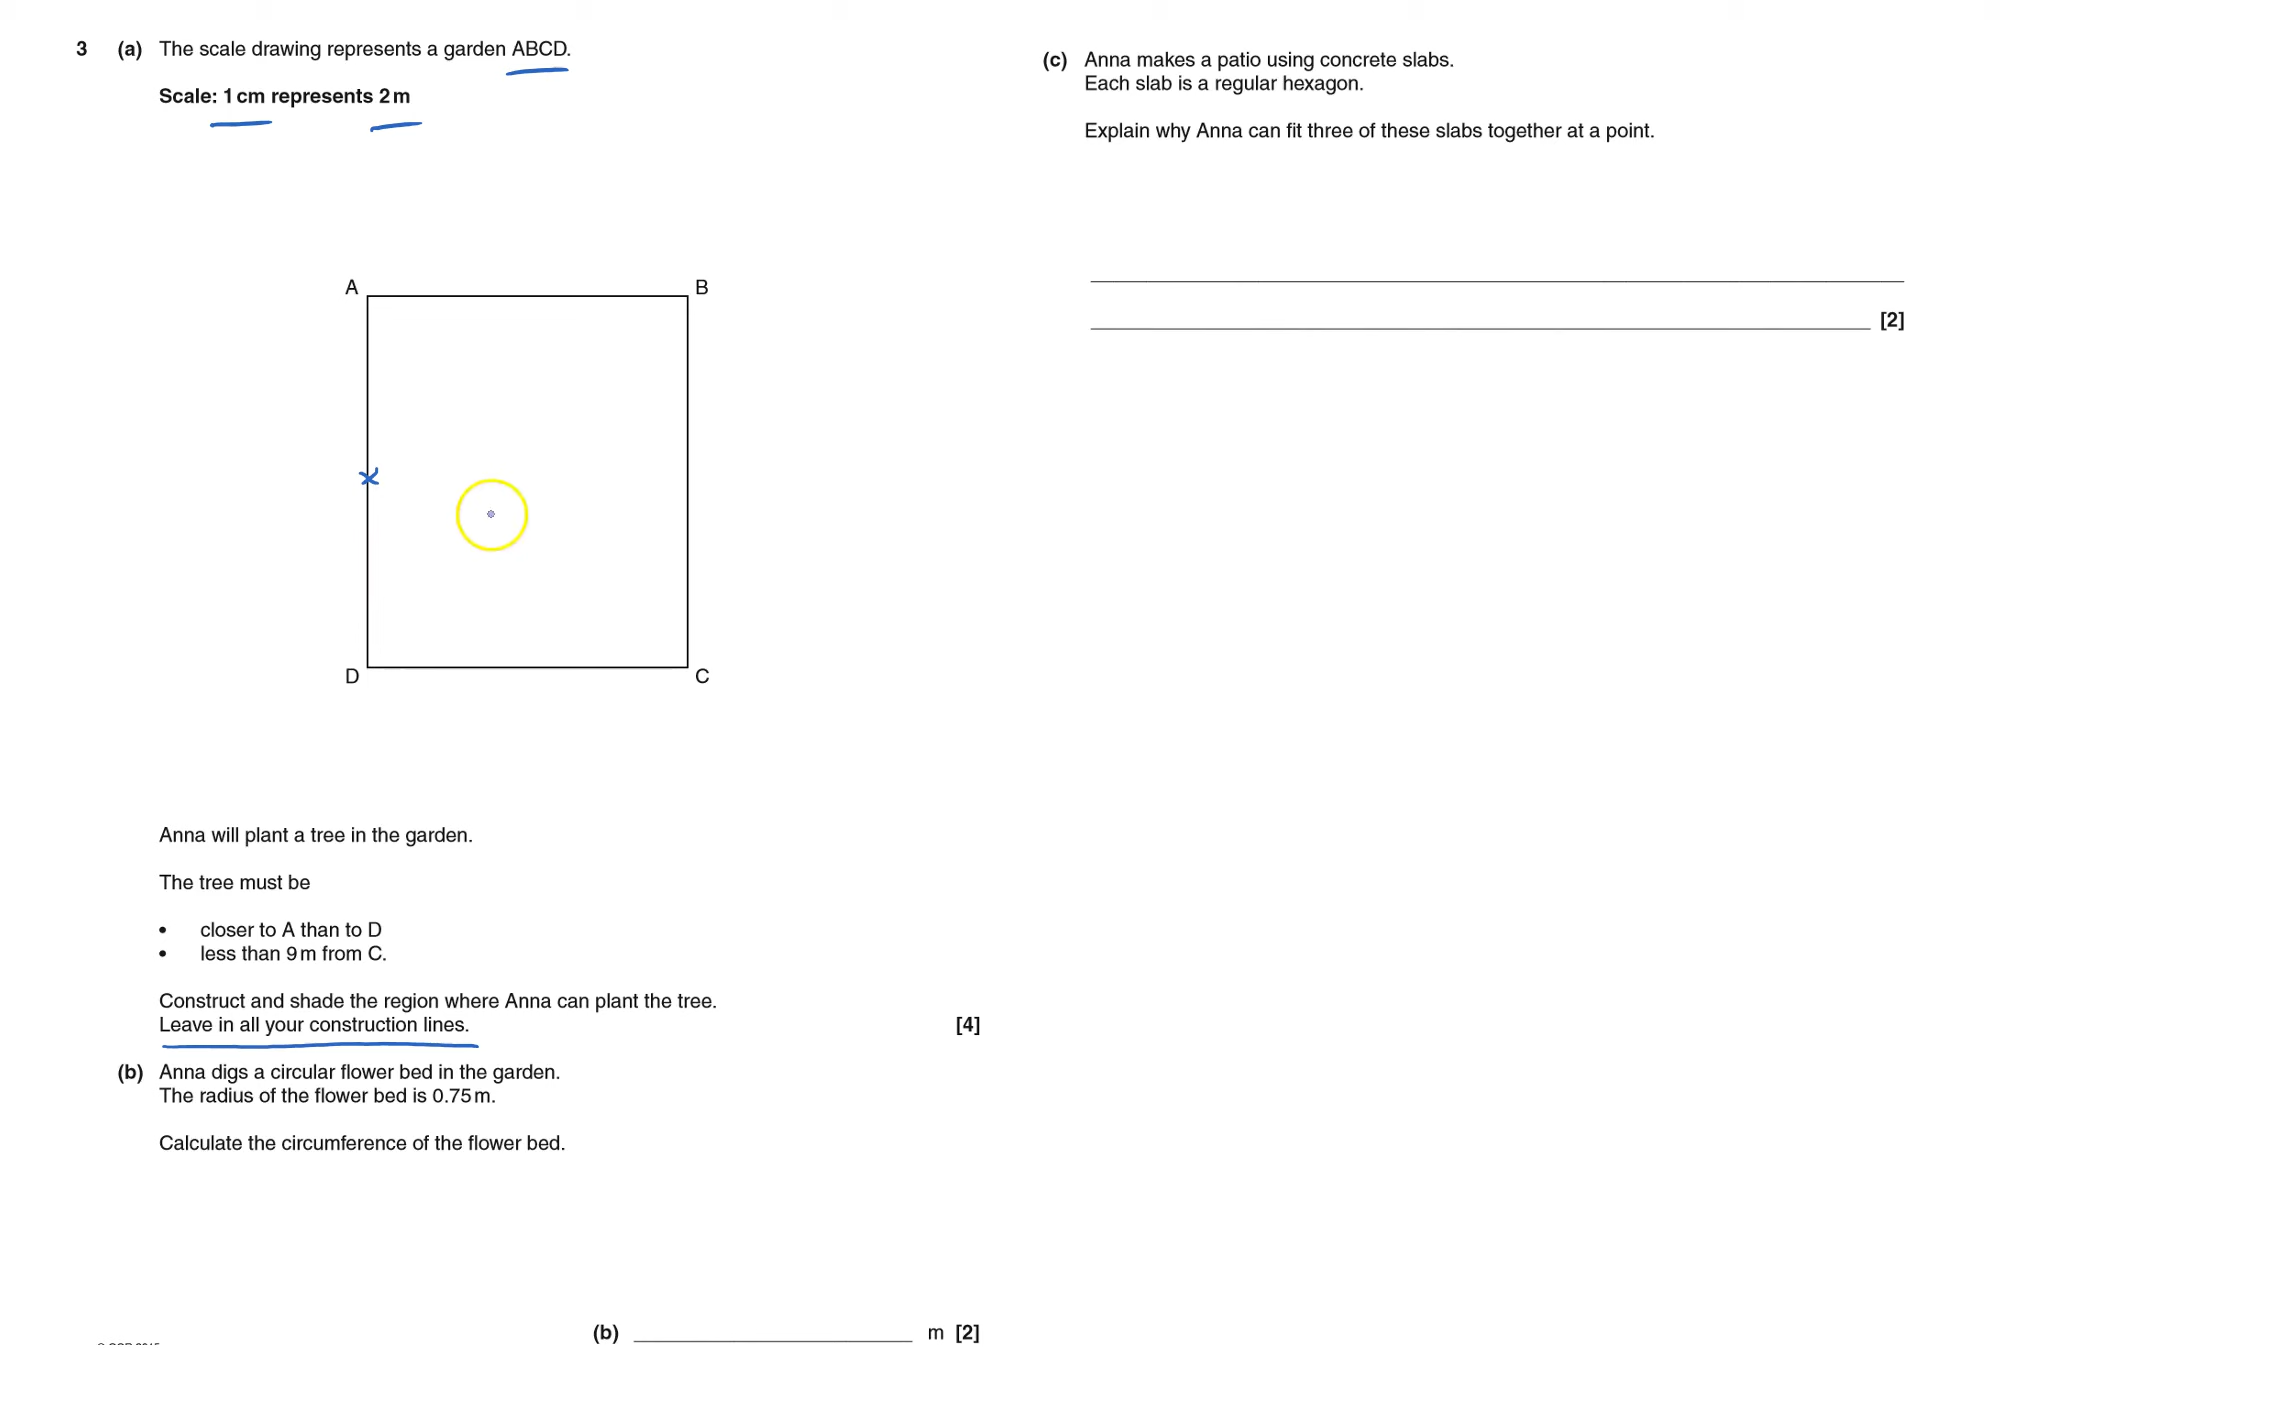 3 (a) The scale drawing represents a garden ABCD.
Scale: 1 cm represents 2 m
A B
D C
Anna will plant a tree in the garden.
The tree must be
• closer to A than to D
• less than 9 m from C.
Construct and shade the region where Anna can plant the tree.
Leave in all your construction lines. [4]
(b) Anna digs a circular flower bed in the garden.
The radius of the flower bed is 0.75 m.
Calculate the circumference of the flower bed.
(b) ____________________ m [2]
(c) Anna makes a patio using concrete slabs.
Each slab is a regular hexagon.
Explain why Anna can fit three of these slabs together at a point.
[2]